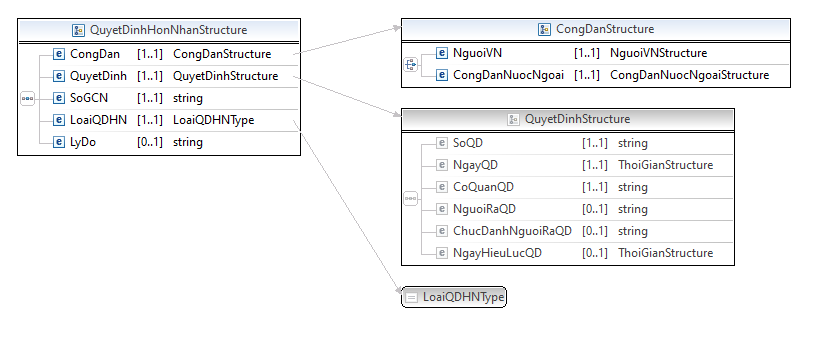 QuyetDinhHonNhanStructure
CongDan [1..1] CongDanStructure
QuyetDinh [1..1] QuyetDinhStructure
SoGCN [1..1] string
LoaiQDHN [1..1] LoaiQDHNType
LyDo [0..1] string
CongDanStructure
NguoiVN [1..1] NguoiVNStructure
CongDanNuocNgoai [1..1] CongDanNuocNgoaiStructure
QuyetDinhStructure
SoQD [1..1] string
NgayQD [1..1] ThoiGianStructure
CoQuanQD [1..1] string
NguoiRaQD [0..1] string
ChucDanhNguoiRaQD [0..1] string
NgayHieuLucQD [0..1] ThoiGianStructure
LoaiQDHNType